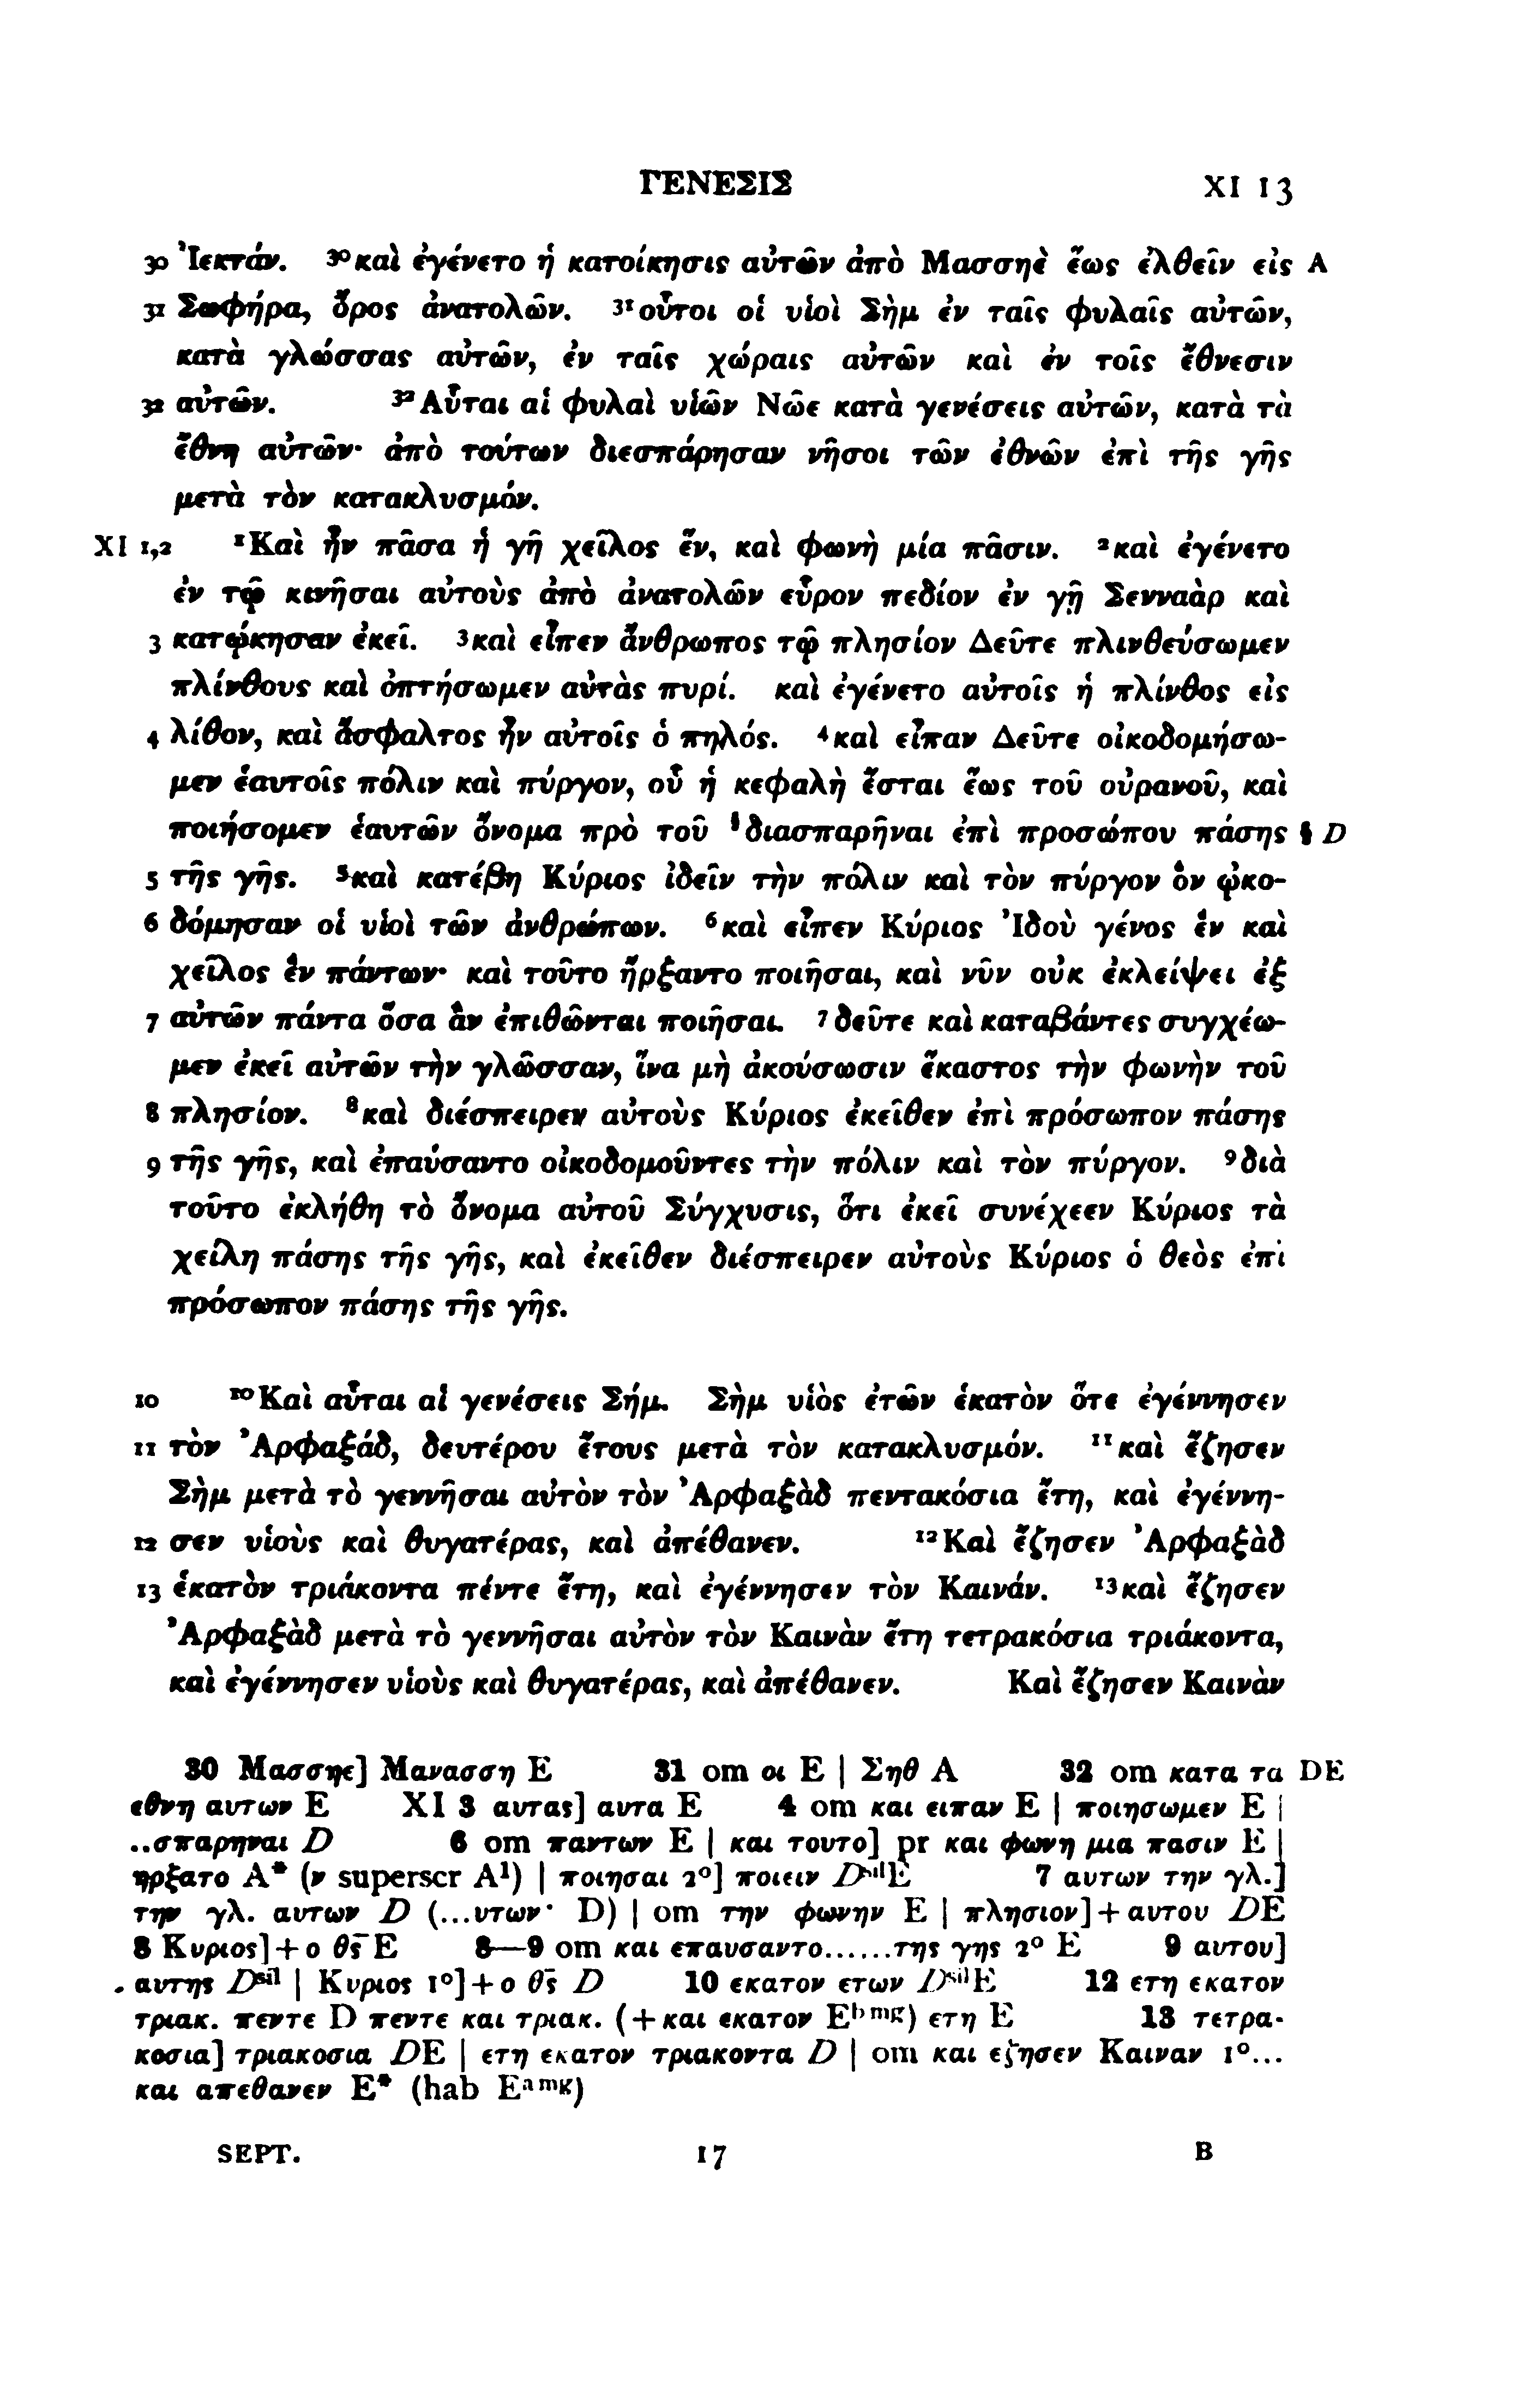 ΓΕΝΕΣΙΣ XI 13
30 Ἰεκτάν. ³⁰καὶ ἐγένετο ἡ κατοίκησις αὐτῶν ἀπὸ Μασσηὲ ἕως ἐλθεῖν εἰς A
31 Σωφήρα, ὄρος ἀνατολῶν. ³¹οὗτοι οἱ υἱοὶ Σὴμ ἐν ταῖς φυλαῖς αὐτῶν,
κατὰ γλώσσας αὐτῶν, ἐν ταῖς χώραις αὐτῶν καὶ ἐν τοῖς ἔθνεσιν
32 αὐτῶν. ³²Αὗται αἱ φυλαὶ υἱῶν Νῶε κατὰ γενέσεις αὐτῶν, κατὰ τὰ
ἔθνη αὐτῶν· ἀπὸ τούτων διεσπάρησαν νῆσοι τῶν ἐθνῶν ἐπὶ τῆς γῆς
μετὰ τὸν κατακλυσμόν.
XI 1,2 ¹Καὶ ἦν πᾶσα ἡ γῆ χεῖλος ἕν, καὶ φωνὴ μία πᾶσιν. ²καὶ ἐγένετο
ἐν τῷ κινῆσαι αὐτοὺς ἀπὸ ἀνατολῶν εὗρον πεδίον ἐν γῇ Σενναὰρ καὶ
3 κατῴκησαν ἐκεῖ. ³καὶ εἶπεν ἄνθρωπος τῷ πλησίον Δεῦτε πλινθεύσωμεν
πλίνθους καὶ ὀπτήσωμεν αὐτὰς πυρί. καὶ ἐγένετο αὐτοῖς ἡ πλίνθος εἰς
4 λίθον, καὶ ἄσφαλτος ἦν αὐτοῖς ὁ πηλός. ⁴καὶ εἶπαν Δεῦτε οἰκοδομήσω-
μεν ἑαυτοῖς πόλιν καὶ πύργον, οὗ ἡ κεφαλὴ ἔσται ἕως τοῦ οὐρανοῦ, καὶ
ποιήσομεν ἑαυτῶν ὄνομα πρὸ τοῦ §διασπαρῆναι ἐπὶ προσώπου πάσης § D
5 τῆς γῆς. ⁵καὶ κατέβη Κύριος ἰδεῖν τὴν πόλιν καὶ τὸν πύργον ὃν ᾠκο-
6 δόμησαν οἱ υἱοὶ τῶν ἀνθρώπων. ⁶καὶ εἶπεν Κύριος Ἰδοὺ γένος ἓν καὶ
χεῖλος ἓν πάντων· καὶ τοῦτο ἤρξαντο ποιῆσαι, καὶ νῦν οὐκ ἐκλείψει ἐξ
7 αὐτῶν πάντα ὅσα ἂν ἐπιθῶνται ποιῆσαι. ⁷δεῦτε καὶ καταβάντες συγχέω-
μεν ἐκεῖ αὐτῶν τὴν γλῶσσαν, ἵνα μὴ ἀκούσωσιν ἕκαστος τὴν φωνὴν τοῦ
8 πλησίον. ⁸καὶ διέσπειρεν αὐτοὺς Κύριος ἐκεῖθεν ἐπὶ πρόσωπον πάσης
9 τῆς γῆς, καὶ ἐπαύσαντο οἰκοδομοῦντες τὴν πόλιν καὶ τὸν πύργον. ⁹διὰ
τοῦτο ἐκλήθη τὸ ὄνομα αὐτοῦ Σύγχυσις, ὅτι ἐκεῖ συνέχεεν Κύριος τὰ
χείλη πάσης τῆς γῆς, καὶ ἐκεῖθεν διέσπειρεν αὐτοὺς Κύριος ὁ θεὸς ἐπὶ
πρόσωπον πάσης τῆς γῆς.
10 ¹⁰Καὶ αὗται αἱ γενέσεις Σήμ. Σὴμ υἱὸς ἐτῶν ἑκατὸν ὅτε ἐγέννησεν
11 τὸν Ἀρφαξάδ, δευτέρου ἔτους μετὰ τὸν κατακλυσμόν. ¹¹καὶ ἔζησεν
Σὴμ μετὰ τὸ γεννῆσαι αὐτὸν τὸν Ἀρφαξὰδ πεντακόσια ἔτη, καὶ ἐγέννη-
12 σεν υἱοὺς καὶ θυγατέρας, καὶ ἀπέθανεν. ¹²Καὶ ἔζησεν Ἀρφαξὰδ
13 ἑκατὸν τριάκοντα πέντε ἔτη, καὶ ἐγέννησεν τὸν Καινάν. ¹³καὶ ἔζησεν
Ἀρφαξὰδ μετὰ τὸ γεννῆσαι αὐτὸν τὸν Καινὰν ἔτη τετρακόσια τριάκοντα,
καὶ ἐγέννησεν υἱοὺς καὶ θυγατέρας, καὶ ἀπέθανεν. Καὶ ἔζησεν Καινὰν
30 Μασσηε] Μανασση E 31 om οι E | Σηθ A 32 om κατα τα DE
εθνη αυτων E XI 3 αυτας] αυτα E 4 om και ειπαν E | ποιησωμεν E |
..σπαρηναι D 6 om παντων E | και τουτο] pr και φωνη μια πασιν E |
ηρξατο A* (ν superscr A¹) | ποιησαι 2°] ποιειν Dˢⁱˡ E 7 αυτων την γλ.]
την γλ. αυτων D (...υτων· D) | om την φωνην E | πλησιον]+αυτου DE
8 Κυριος]+ο θς̄ E 8—9 om και επαυσαντο......της γης 2° E 9 αυτου]
αυτης Dˢⁱˡ | Κυριος 1°]+ο θς̄ D 10 εκατον ετων Dˢⁱˡ E 12 ετη εκατον
τριακ. πεντε D πεντε και τριακ. (+και εκατον Eᵇ ᵐᵍ) ετη E 13 τετρα-
κοσια] τριακοσια DE | ετη εκατον τριακοντα D | om και εζησεν Καιναν 1°...
και απεθανεν E* (hab Eᵃ ᵐᵍ)
SEPT. 17 B